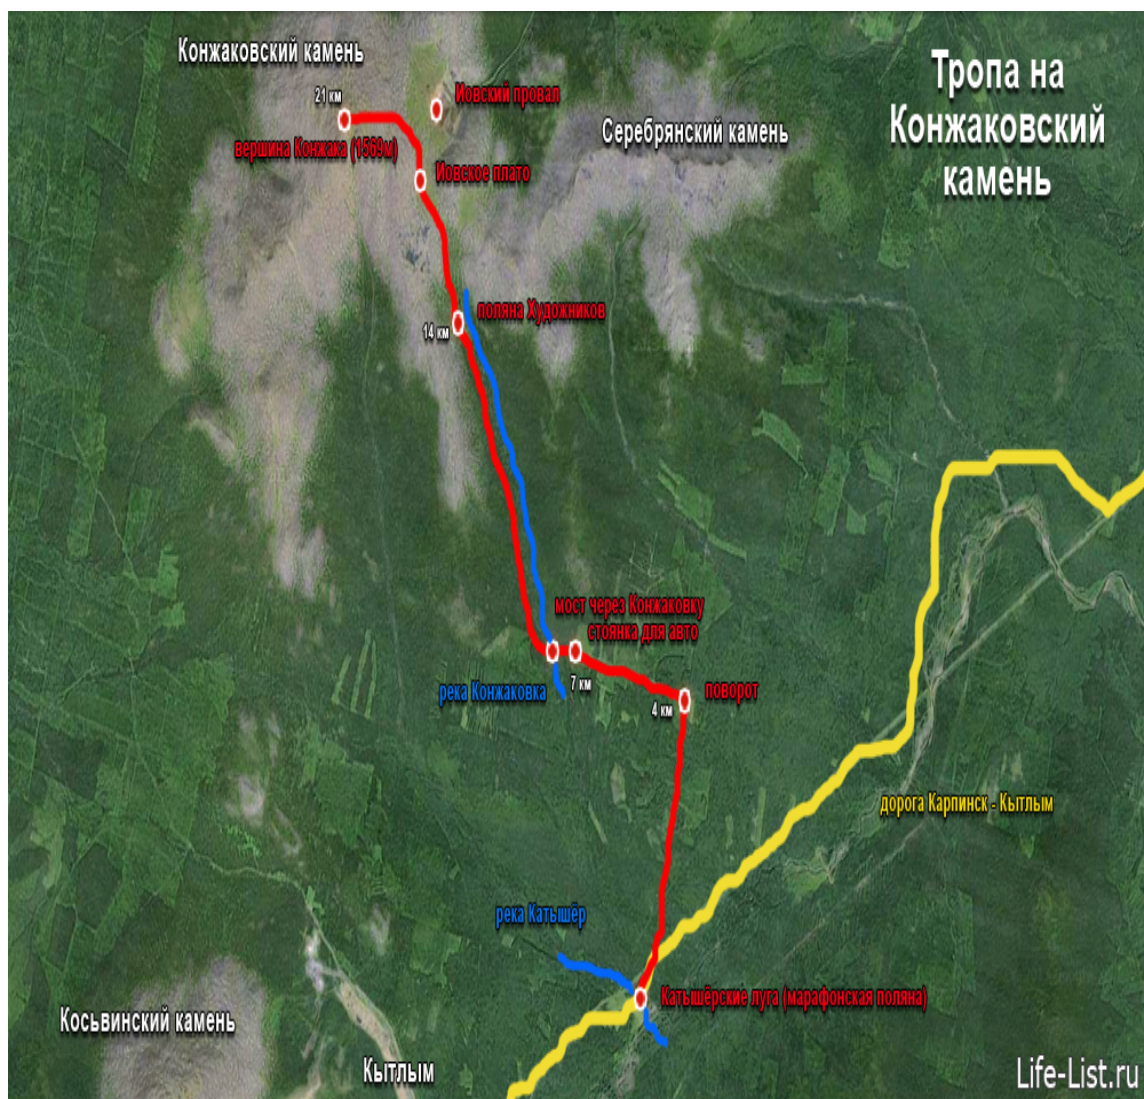 Тропа на
Конжаковский
камень
Конжаковский камень
21 км
Иовский провал
вершина Конжака (1569м)
Серебрянский камень
Иовское плато
поляна Художников
14 км
мост через Конжаковку
стоянка для авто
река Конжаковка
7 км
поворот
4 км
дорога Карпинск - Кытлым
река Катышёр
Катышёрские луга (марафонская поляна)
Косьвинский камень
Кытлым
Life-List.ru